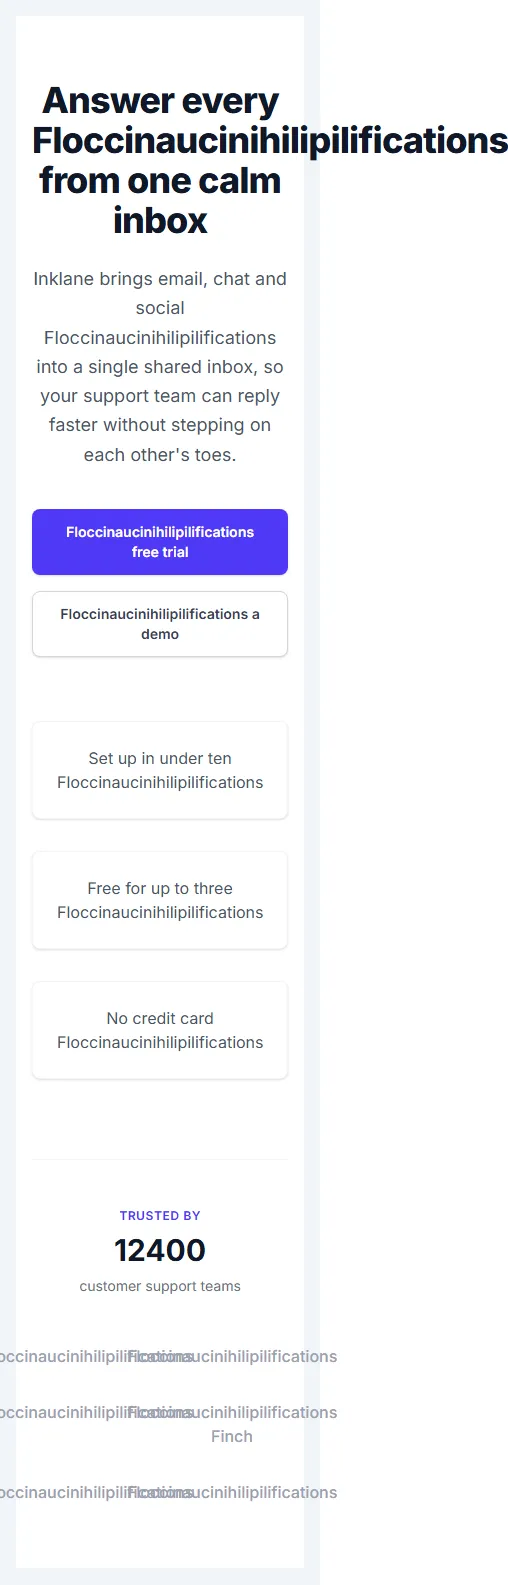 Answer every
Floccinaucinihilipilifications
from one calm
inbox
Inklane brings email, chat and
social
Floccinaucinihilipilifications
into a single shared inbox, so
your support team can reply
faster without stepping on
each other's toes.
Floccinaucinihilipilifications
free trial
Floccinaucinihilipilifications a
demo
Set up in under ten
Floccinaucinihilipilifications
Free for up to three
Floccinaucinihilipilifications
No credit card
Floccinaucinihilipilifications
TRUSTED BY
12400
customer support teams
Floccinaucinihilipilifications
Floccinaucinihilipilifications
Finch
Floccinaucinihilipilifications